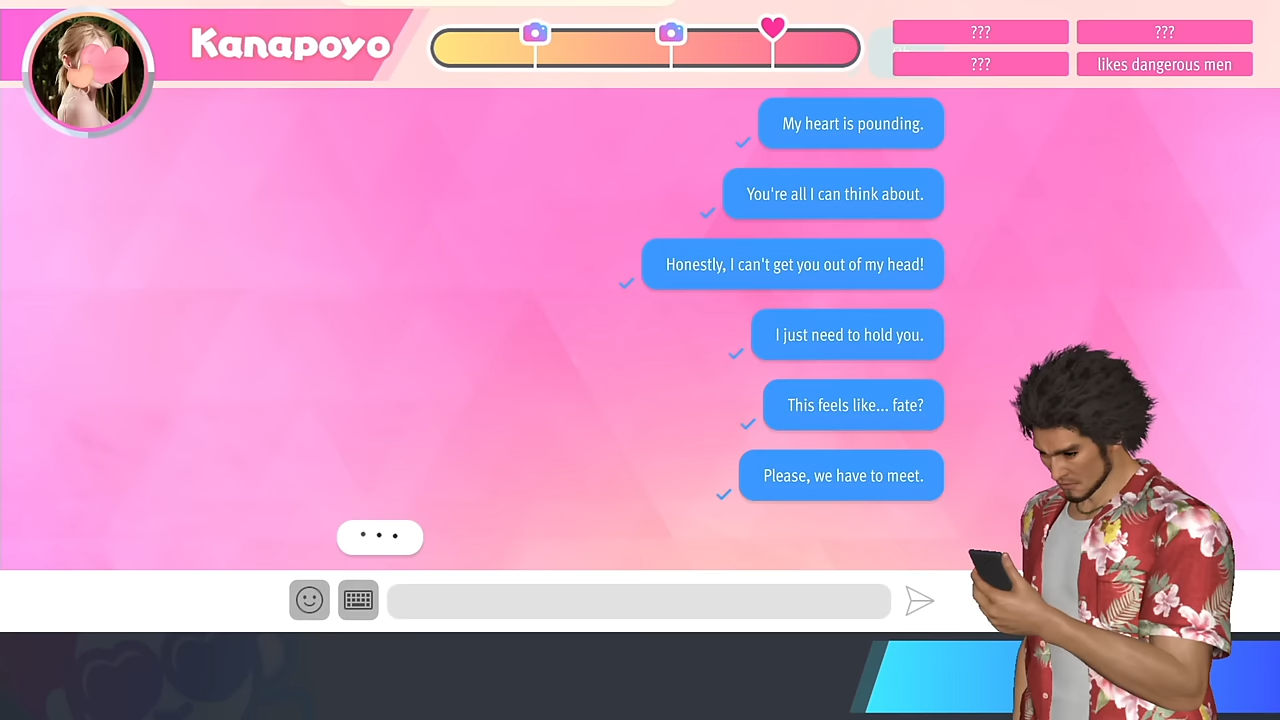 Kanapoyo
???
???
???
likes dangerous men
My heart is pounding.
You're all I can think about.
Honestly, I can't get you out of my head!
I just need to hold you.
This feels like... fate?
Please, we have to meet.